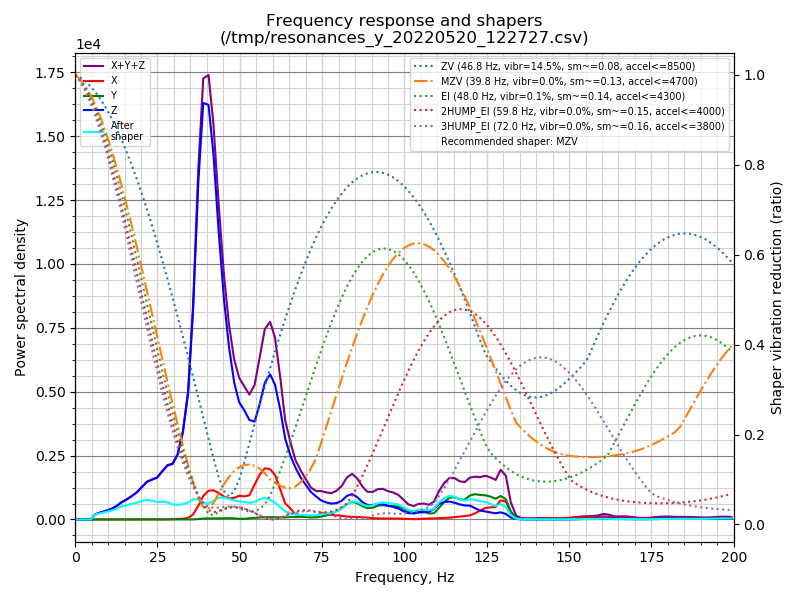 Frequency response and shapers
(/tmp/resonances_y_20220520_122727.csv)
1e4
X+Y+Z
X
Y
Z
After
shaper
ZV (46.8 Hz, vibr=14.5%, sm~=0.08, accel<=8500)
MZV (39.8 Hz, vibr=0.0%, sm~=0.13, accel<=4700)
EI (48.0 Hz, vibr=0.1%, sm~=0.14, accel<=4300)
2HUMP_EI (59.8 Hz, vibr=0.0%, sm~=0.15, accel<=4000)
3HUMP_EI (72.0 Hz, vibr=0.0%, sm~=0.16, accel<=3800)
Recommended shaper: MZV
Power spectral density
1.75
1.50
1.25
1.00
0.75
0.50
0.25
0.00
1.0
0.8
0.6
0.4
0.2
0.0
Shaper vibration reduction (ratio)
0 25 50 75 100 125 150 175 200
Frequency, Hz